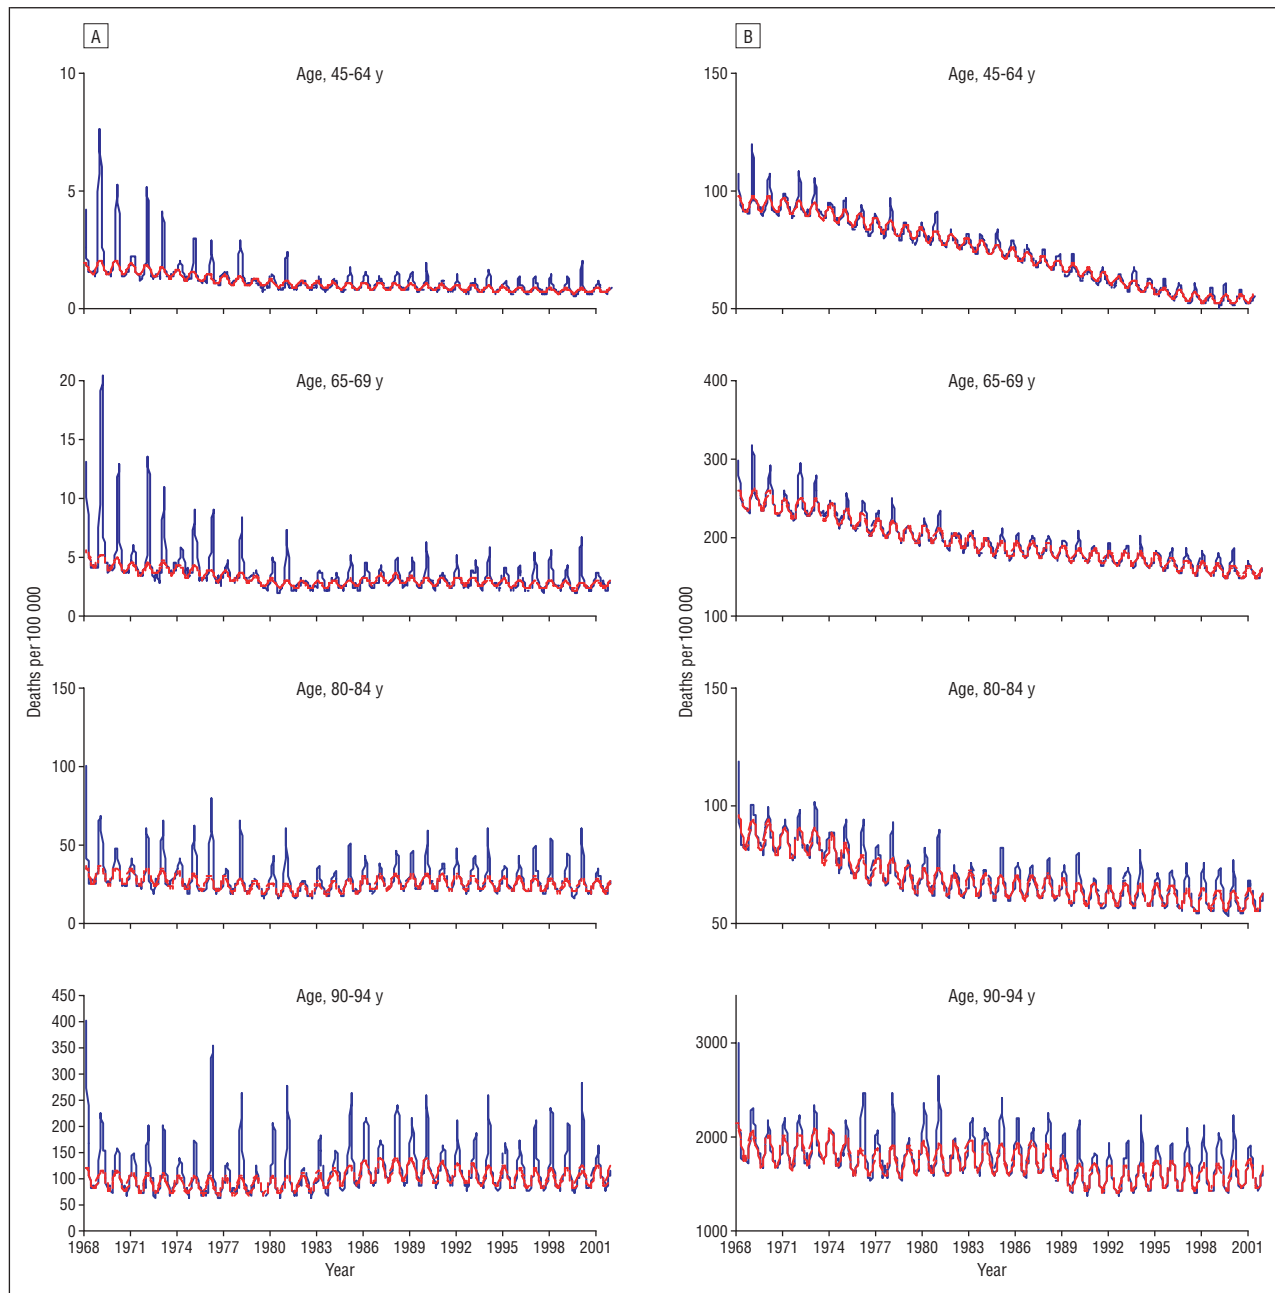 A
Age, 45-64 y
10
5
0
Age, 65-69 y
20
15
10
5
0
Age, 80-84 y
150
100
50
0
Age, 90-94 y
450
400
350
300
250
200
150
100
50
0
1968 1971 1974 1977 1980 1983 1986 1989 1992 1995 1998 2001
Year
Deaths per 100 000
B
Age, 45-64 y
150
100
50
Age, 65-69 y
400
300
200
100
Age, 80-84 y
150
100
50
Age, 90-94 y
3000
2000
1000
1968 1971 1974 1977 1980 1983 1986 1989 1992 1995 1998 2001
Year
Deaths per 100 000